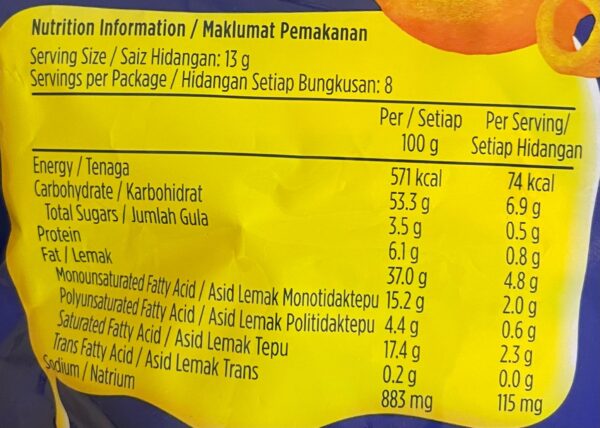 Nutrition Information / Maklumat Pemakanan
Serving Size / Saiz Hidangan: 13 g
Servings per Package / Hidangan Setiap Bungkusan: 8
Per / Setiap 100 g Per Serving/ Setiap Hidangan
Energy / Tenaga 571 kcal 74 kcal
Carbohydrate / Karbohidrat 53.3 g 6.9 g
Total Sugars / Jumlah Gula 3.5 g 0.5 g
Protein 6.1 g 0.8 g
Fat / Lemak 37.0 g 4.8 g
Monounsaturated Fatty Acid / Asid Lemak Monotidaktepu 15.2 g 2.0 g
Polyunsaturated Fatty Acid / Asid Lemak Politidaktepu 4.4 g 0.6 g
Saturated Fatty Acid / Asid Lemak Tepu 17.4 g 2.3 g
Trans Fatty Acid / Asid Lemak Trans 0.2 g 0.0 g
Sodium / Natrium 883 mg 115 mg